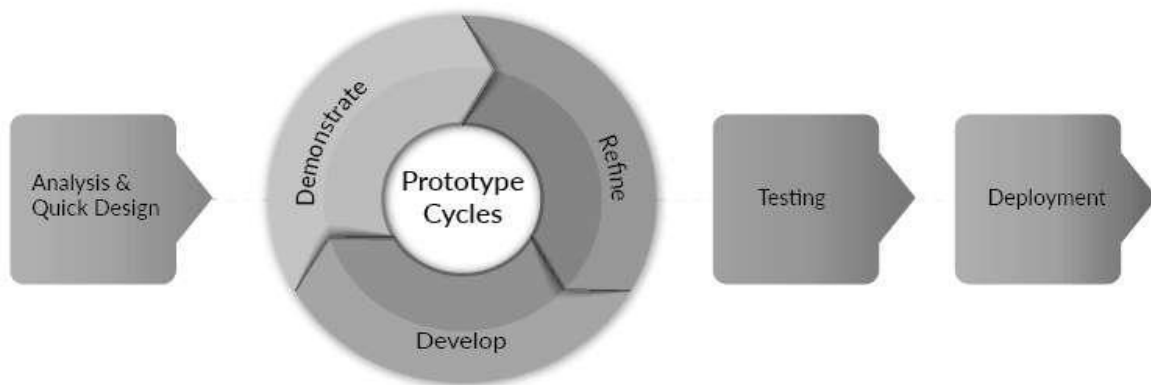 Analysis &
Quick Design
Demonstrate
Refine
Prototype
Cycles
Develop
Testing
Deployment